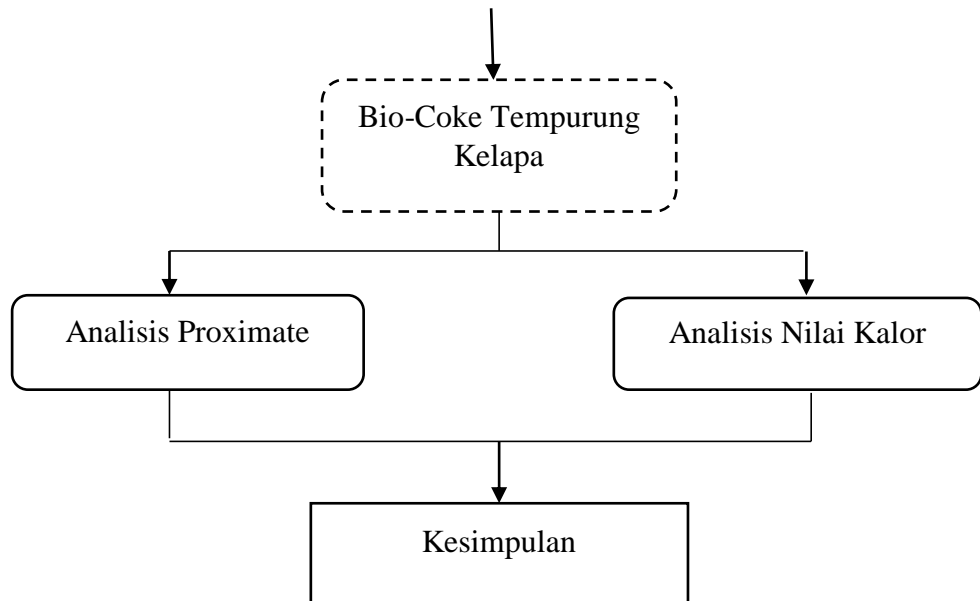 Bio-Coke Tempurung
Kelapa
Analisis Proximate
Analisis Nilai Kalor
Kesimpulan